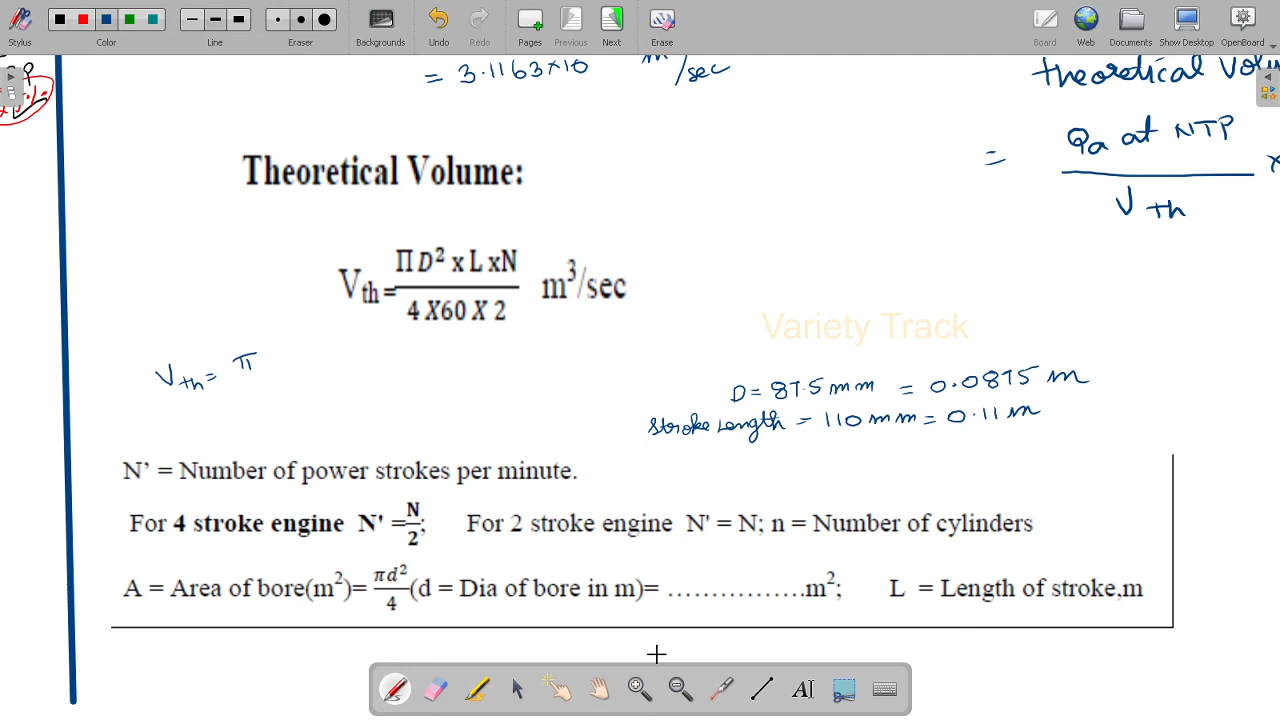 Stylus Color Line Eraser Backgrounds Undo Redo Pages Previous Next Erase Board Web Documents Show Desktop OpenBoard
= 3.1163×10 m/sec
theoretical Volu
Qa at NTP
=
Vth
Theoretical Volume:
Vth = ΠD² x L xN / 4 X60 X 2 m³/sec
Variety Track
Vth = π
D = 87.5 mm = 0.0875 m
Stroke Length = 110 mm = 0.11 m
N’ = Number of power strokes per minute.
For 4 stroke engine N' = N/2; For 2 stroke engine N' = N; n = Number of cylinders
A = Area of bore(m²)= πd²/4 (d = Dia of bore in m)= ................m²; L = Length of stroke,m